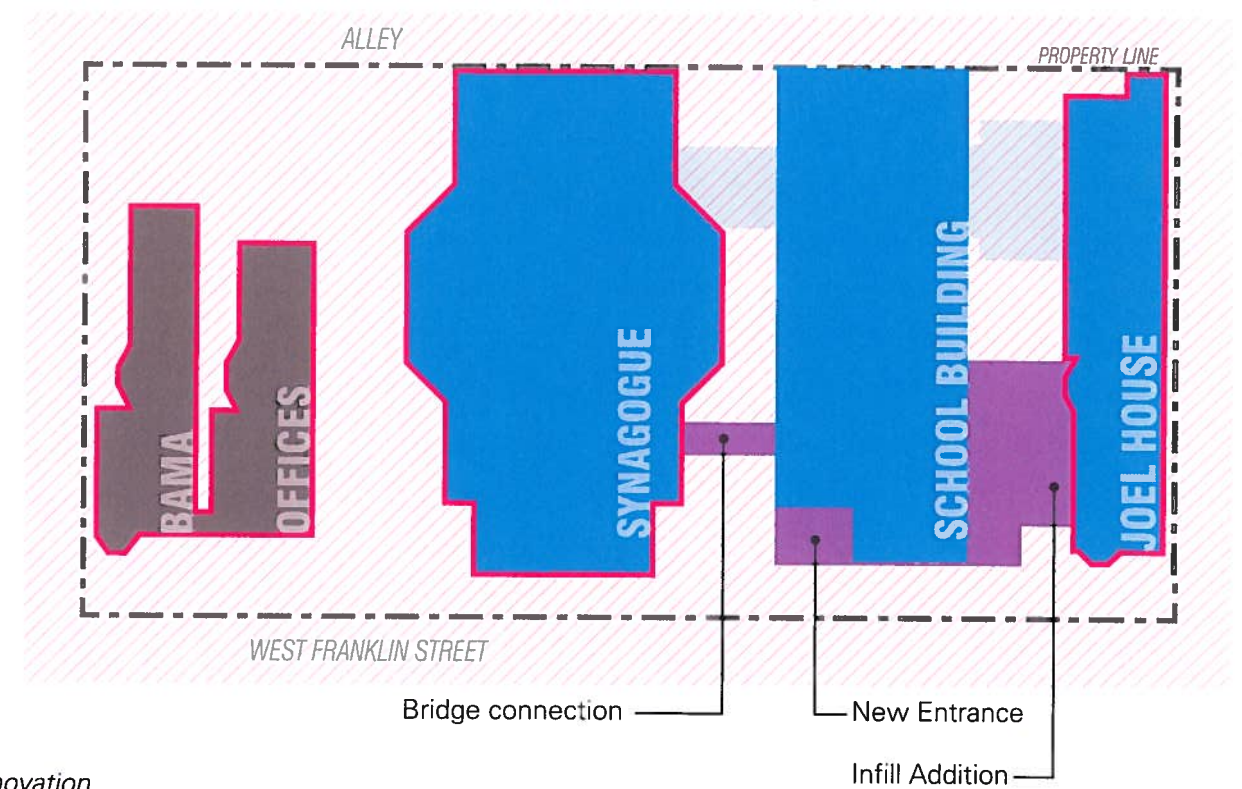 ALLEY
PROPERTY LINE
BAMA
OFFICES
SYNAGOGUE
SCHOOL BUILDING
JOEL HOUSE
WEST FRANKLIN STREET
Bridge connection
New Entrance
Infill Addition
novation